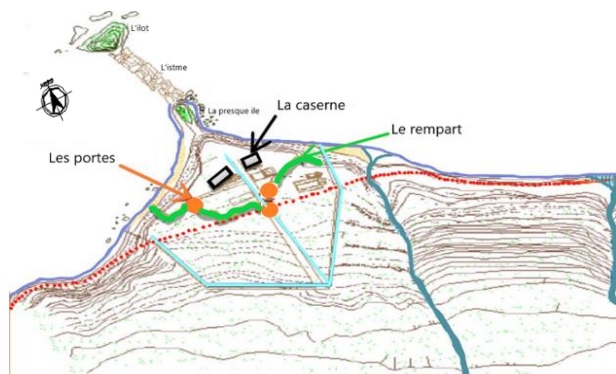 L'ilot
L'istme
La presque ile
La caserne
Le rempart
Les portes